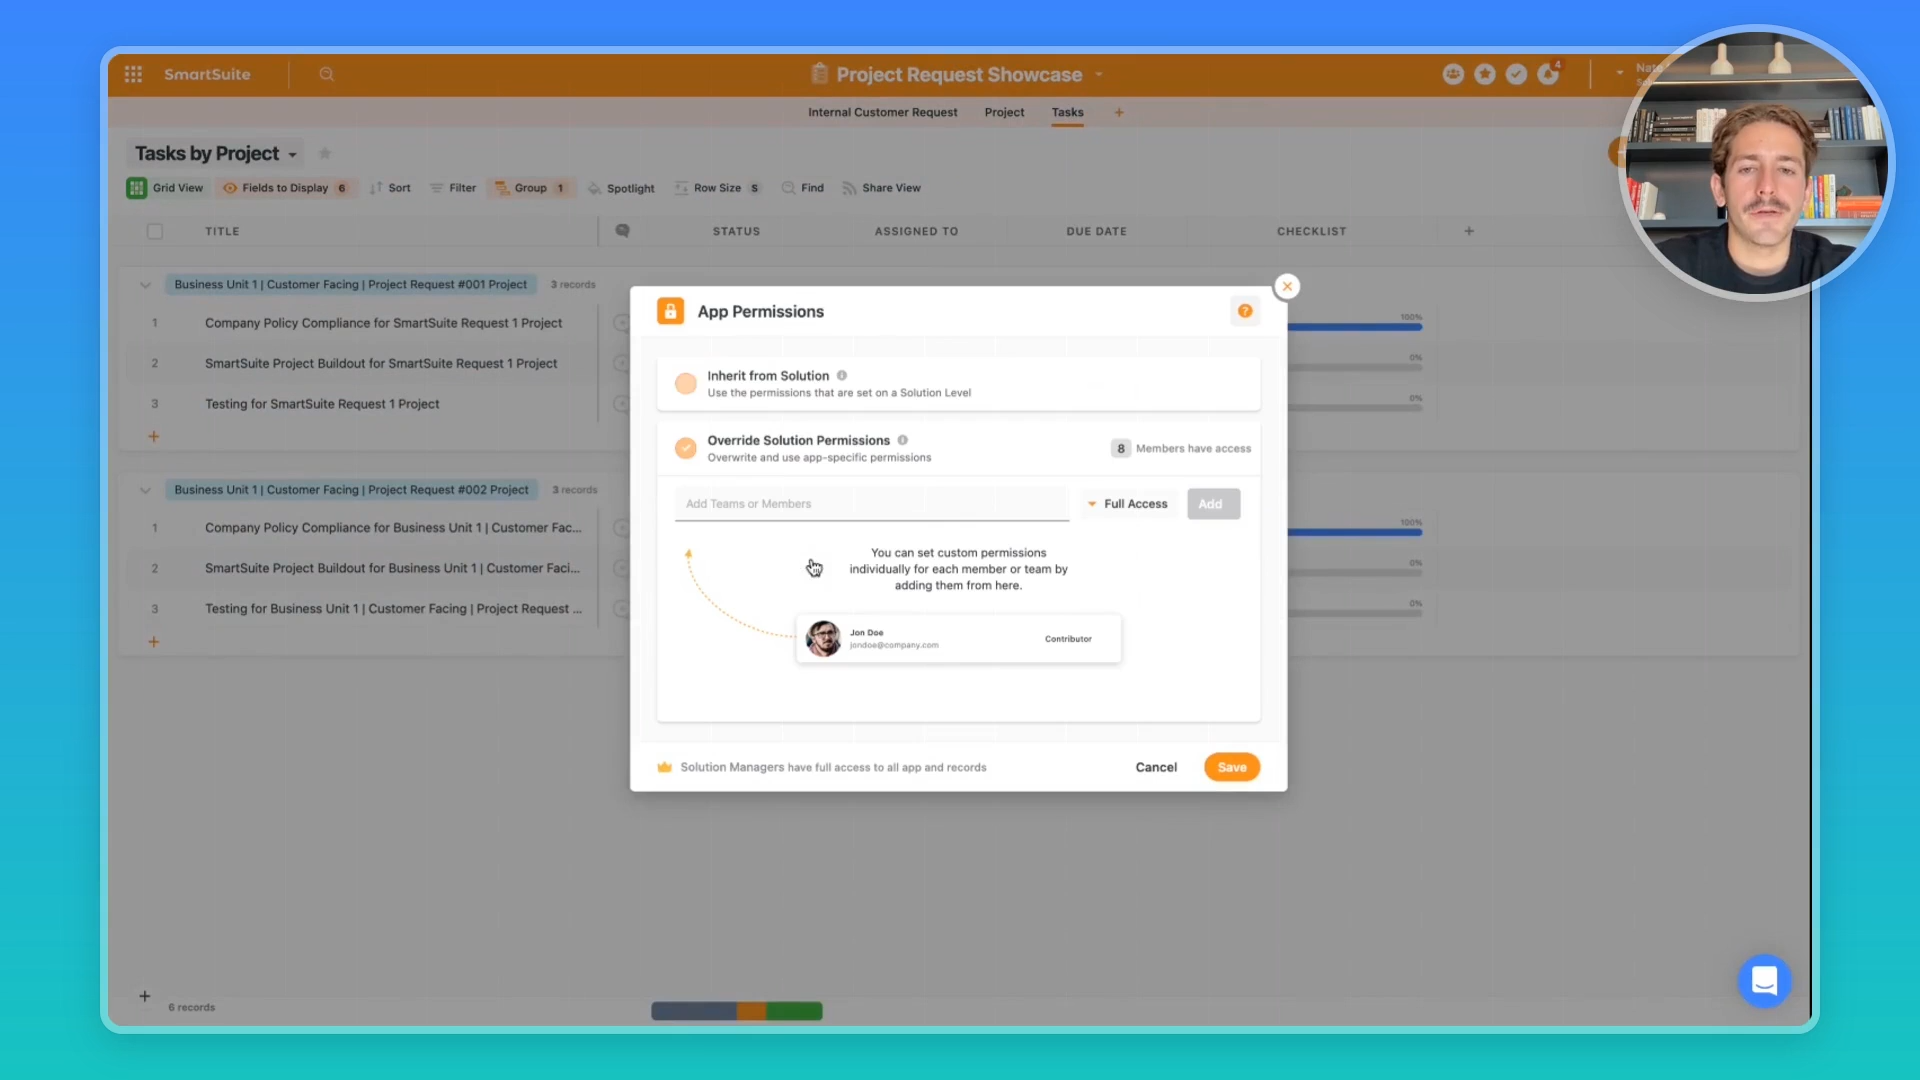 SmartSuite
Project Request Showcase
4
Internal Customer Request
Project
Tasks
+
Tasks by Project
Grid View
Fields to Display 6
Sort
Filter
Group 1
Spotlight
Row Size S
Find
Share View
TITLE
STATUS
ASSIGNED TO
DUE DATE
CHECKLIST
+
Business Unit 1 | Customer Facing | Project Request #001 Project
3 records
1 Company Policy Compliance for SmartSuite Request 1 Project
100%
2 SmartSuite Project Buildout for SmartSuite Request 1 Project
0%
3 Testing for SmartSuite Request 1 Project
0%
+
Business Unit 1 | Customer Facing | Project Request #002 Project
3 records
1 Company Policy Compliance for Business Unit 1 | Customer Fac...
100%
2 SmartSuite Project Buildout for Business Unit 1 | Customer Faci...
0%
3 Testing for Business Unit 1 | Customer Facing | Project Request ...
0%
+
+ 6 records
App Permissions
?
Inherit from Solution
Use the permissions that are set on a Solution Level
Override Solution Permissions
Overwrite and use app-specific permissions
8 Members have access
Add Teams or Members
Full Access
Add
You can set custom permissions
individually for each member or team by
adding them from here.
Jon Doe
jondoe@company.com
Contributor
Solution Managers have full access to all app and records
Cancel
Save